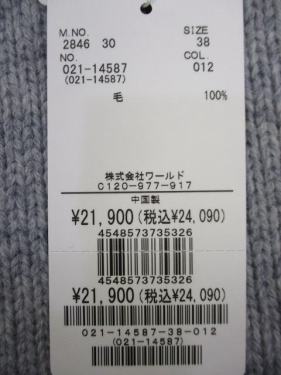 M.NO. SIZE
2846 30 38
NO. COL.
021-14587 012
(021-14587)
毛 100%
株式会社ワールド
C120-977-917
中国製
¥21,900(税込¥24,090)
4548573735326
4548573735326
¥21,900(税込¥24,090)
021-14587-38-012
(021-14587)